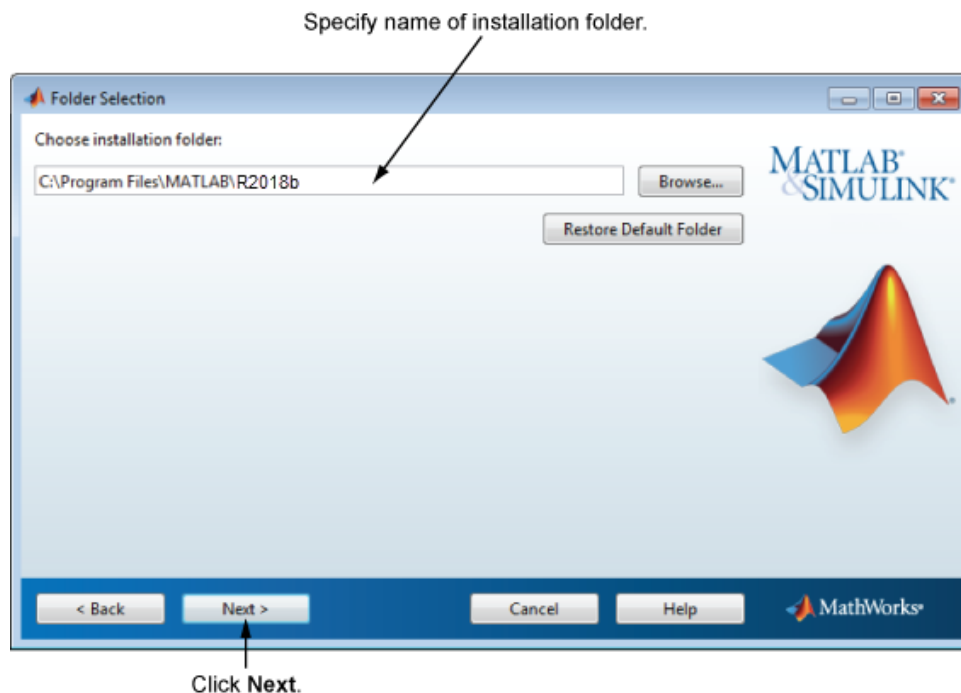 Specify name of installation folder.
Folder Selection
Choose installation folder:
C:\Program Files\MATLAB\R2018b
Browse...
Restore Default Folder
MATLAB®
&SIMULINK®
< Back
Next >
Cancel
Help
MathWorks®
Click Next.